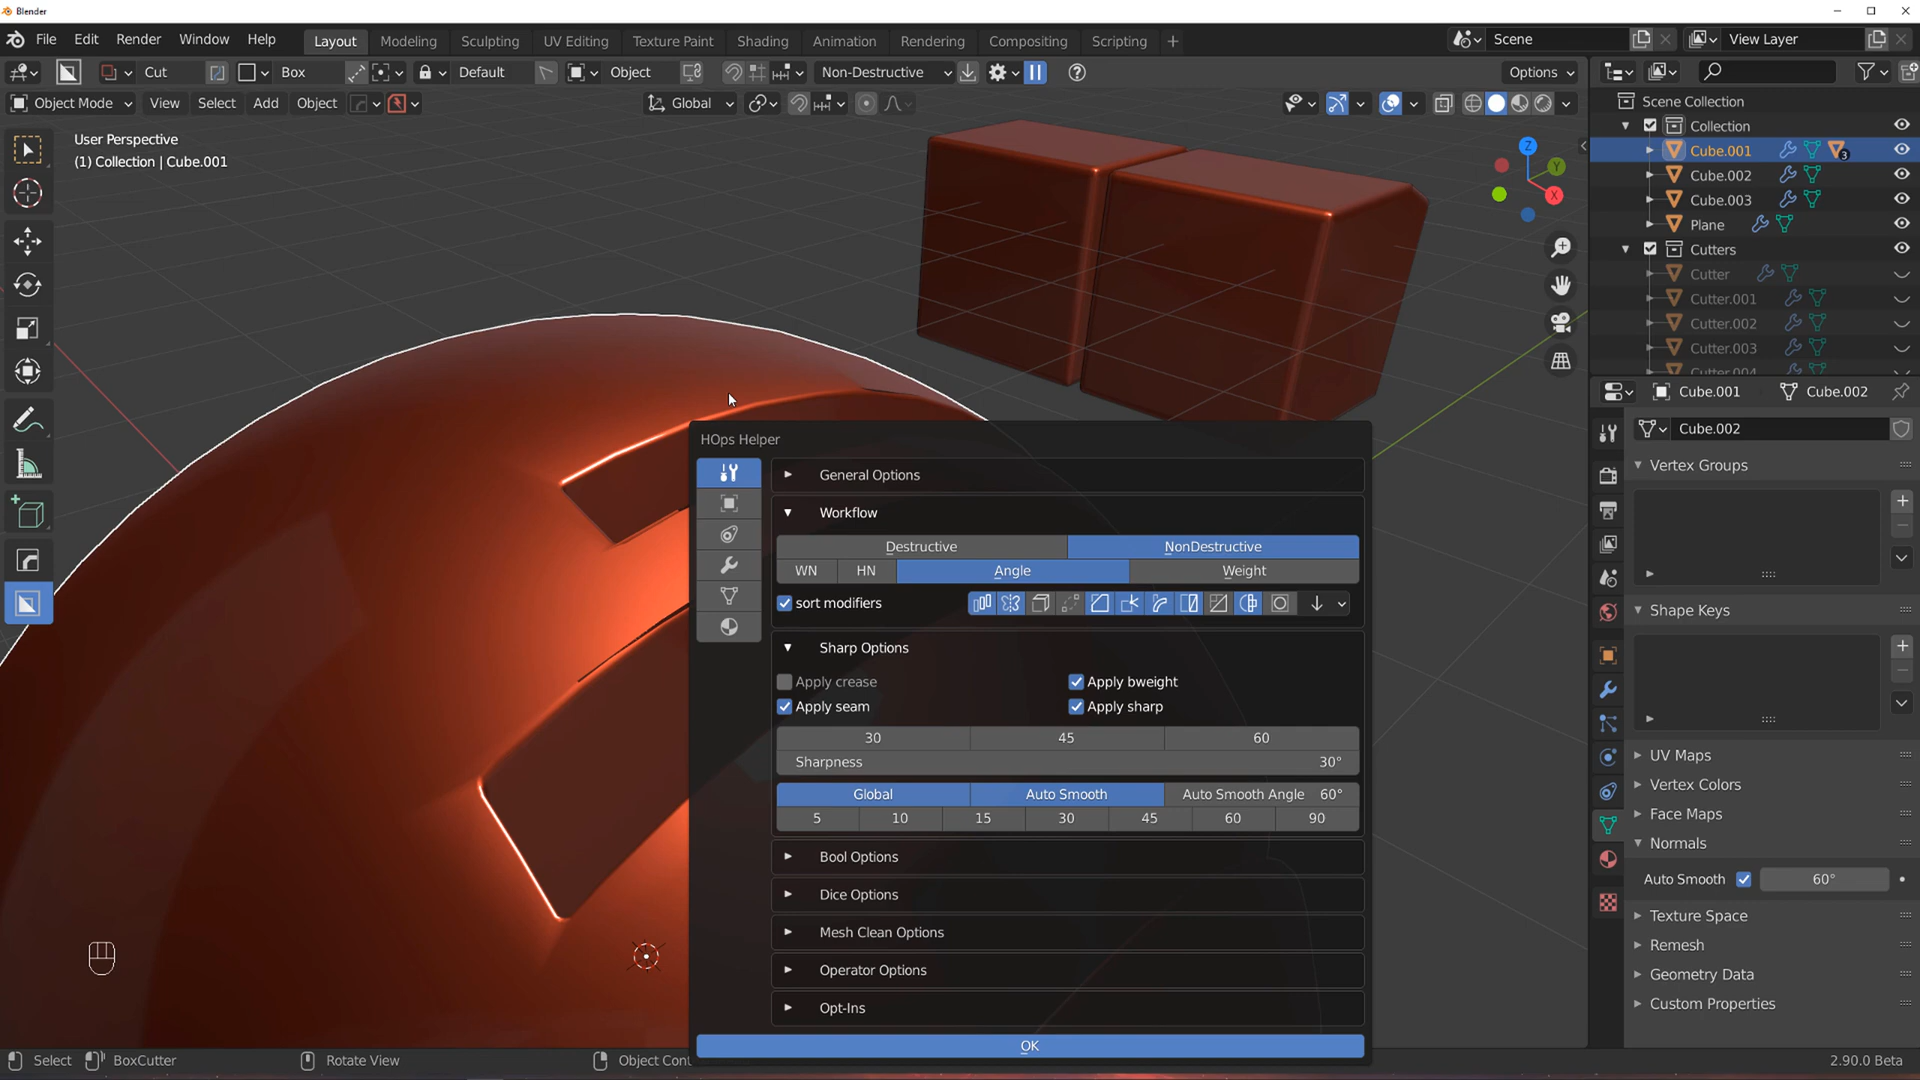 Blender
File Edit Render Window Help Layout Modeling Sculpting UV Editing Texture Paint Shading Animation Rendering Compositing Scripting + Scene View Layer
Cut Box Default Object Non-Destructive Options
Object Mode View Select Add Object Global
User Perspective
(1) Collection | Cube.001
Z
Y
X
Scene Collection
Collection
Cube.001 3
Cube.002
Cube.003
Plane
Cutters
Cutter
Cutter.001
Cutter.002
Cutter.003
Cutter.004
Cube.001 Cube.002
Cube.002
Vertex Groups
Shape Keys
UV Maps
Vertex Colors
Face Maps
Normals
Auto Smooth 60°
Texture Space
Remesh
Geometry Data
Custom Properties
HOps Helper
General Options
Workflow
Destructive NonDestructive
WN HN Angle Weight
sort modifiers
Sharp Options
Apply crease Apply bweight
Apply seam Apply sharp
30 45 60
Sharpness 30°
Global Auto Smooth Auto Smooth Angle 60°
5 10 15 30 45 60 90
Bool Options
Dice Options
Mesh Clean Options
Operator Options
Opt-Ins
OK
Select BoxCutter Rotate View Object Cont 2.90.0 Beta